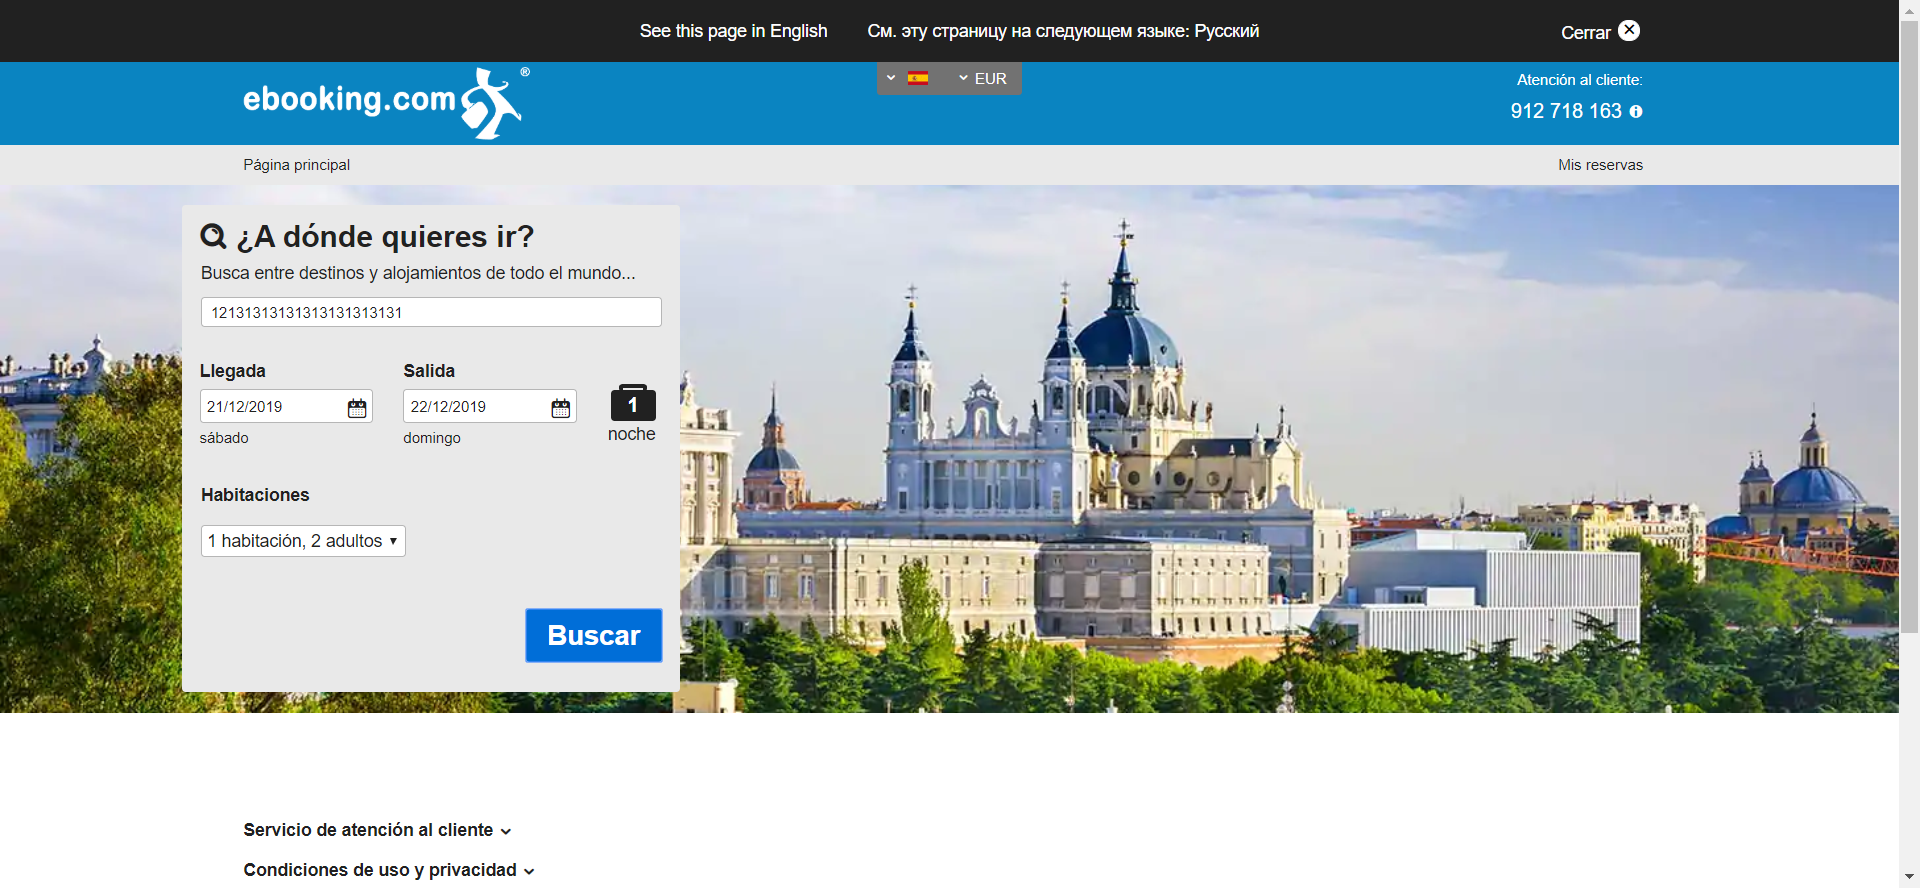 See this page in English
См. эту страницу на следующем языке: Русский
Cerrar
ebooking.com®
EUR
Atención al cliente:
912 718 163
Página principal
Mis reservas
¿A dónde quieres ir?
Busca entre destinos y alojamientos de todo el mundo...
12131313131313131313131
Llegada
Salida
21/12/2019
22/12/2019
1
sábado
domingo
noche
Habitaciones
1 habitación, 2 adultos
Buscar
Servicio de atención al cliente
Condiciones de uso y privacidad